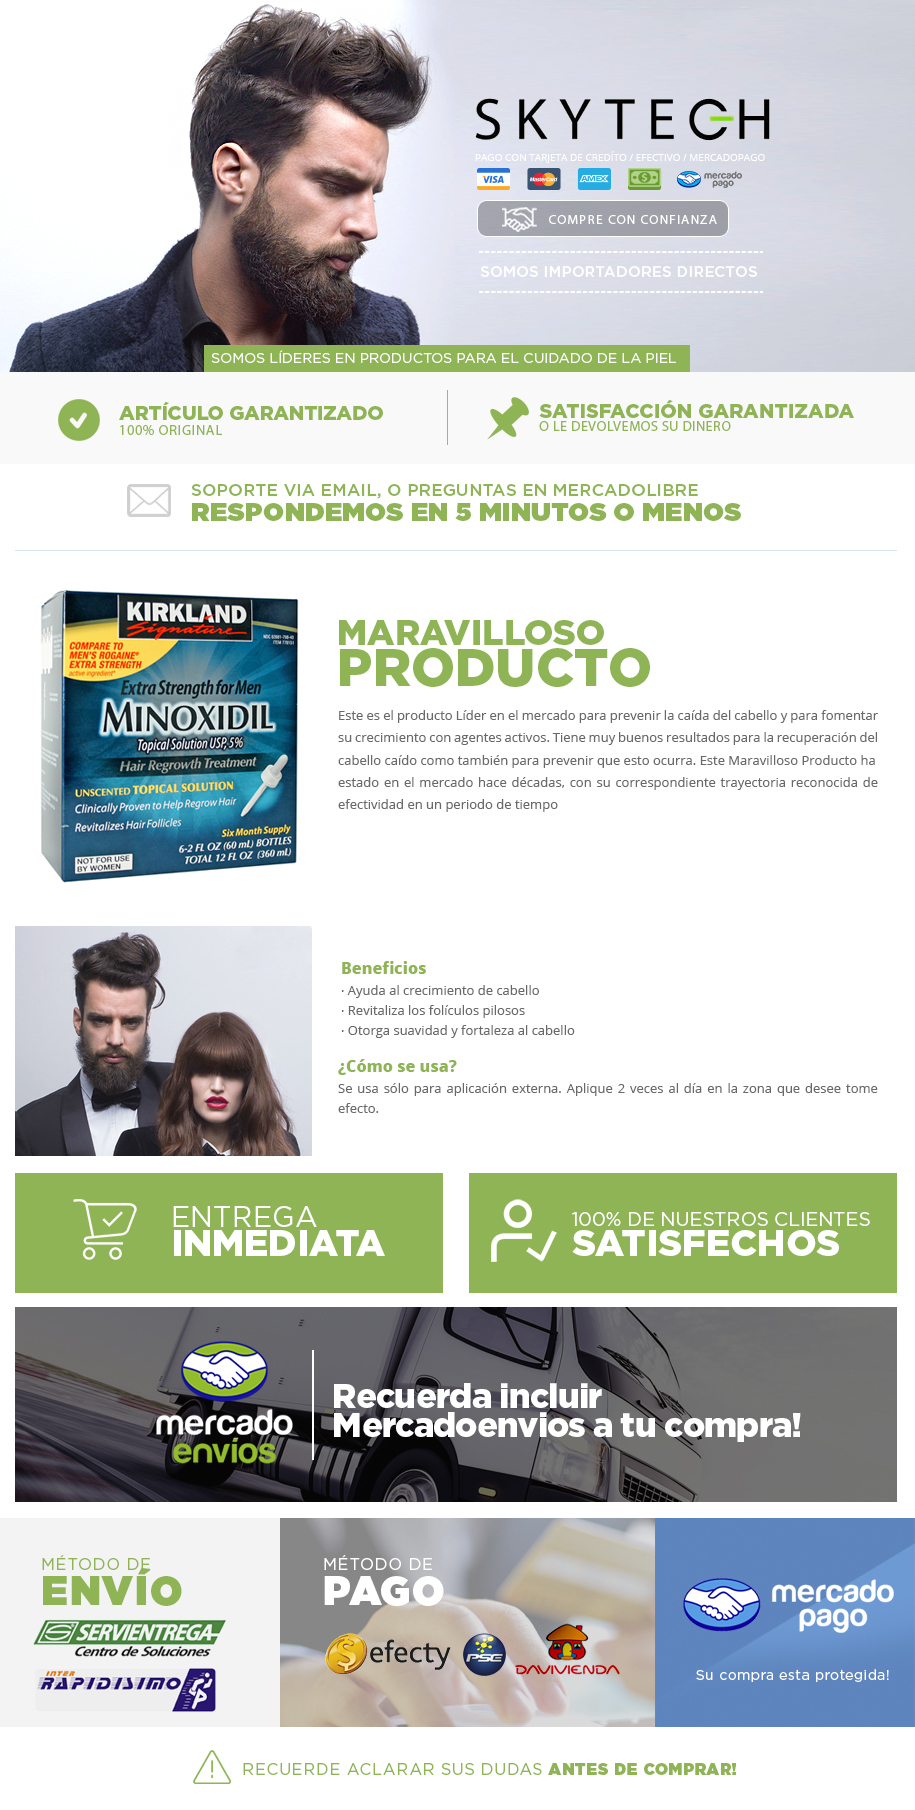 SKYTECH
PAGO CON TARJETA DE CREDÍTO / EFECTIVO / MERCADOPAGO
VISA MasterCard AMEX mercado pago
COMPRE CON CONFIANZA
SOMOS IMPORTADORES DIRECTOS
SOMOS LÍDERES EN PRODUCTOS PARA EL CUIDADO DE LA PIEL
ARTÍCULO GARANTIZADO
100% ORIGINAL
SATISFACCIÓN GARANTIZADA
O LE DEVOLVEMOS SU DINERO
SOPORTE VIA EMAIL, O PREGUNTAS EN MERCADOLIBRE
RESPONDEMOS EN 5 MINUTOS O MENOS
KIRKLAND
Signature
COMPARE TO
MEN'S ROGAINE®
EXTRA STRENGTH
active ingredient*
Extra Strength for Men
MINOXIDIL
Topical Solution USP, 5%
Hair Regrowth Treatment
UNSCENTED TOPICAL SOLUTION
Clinically Proven to Help Regrow Hair
Revitalizes Hair Follicles
Six Month Supply
6-2 FL OZ (60 mL) BOTTLES
TOTAL 12 FL OZ (360 mL)
NOT FOR USE
BY WOMEN
MARAVILLOSO
PRODUCTO
Este es el producto Líder en el mercado para prevenir la caída del cabello y para fomentar
su crecimiento con agentes activos. Tiene muy buenos resultados para la recuperación del
cabello caído como también para prevenir que esto ocurra. Este Maravilloso Producto ha
estado en el mercado hace décadas, con su correspondiente trayectoria reconocida de
efectividad en un periodo de tiempo
Beneficios
· Ayuda al crecimiento de cabello
· Revitaliza los folículos pilosos
· Otorga suavidad y fortaleza al cabello
¿Cómo se usa?
Se usa sólo para aplicación externa. Aplique 2 veces al día en la zona que desee tome
efecto.
ENTREGA
INMEDIATA
100% DE NUESTROS CLIENTES
SATISFECHOS
mercado
envios
Recuerda incluir
Mercadoenvios a tu compra!
MÉTODO DE
ENVÍO
SERVIENTREGA
Centro de Soluciones
INTER
RAPIDISIMO
MÉTODO DE
PAGO
efecty
PSE
DAVIVIENDA
mercado
pago
Su compra esta protegida!
RECUERDE ACLARAR SUS DUDAS ANTES DE COMPRAR!